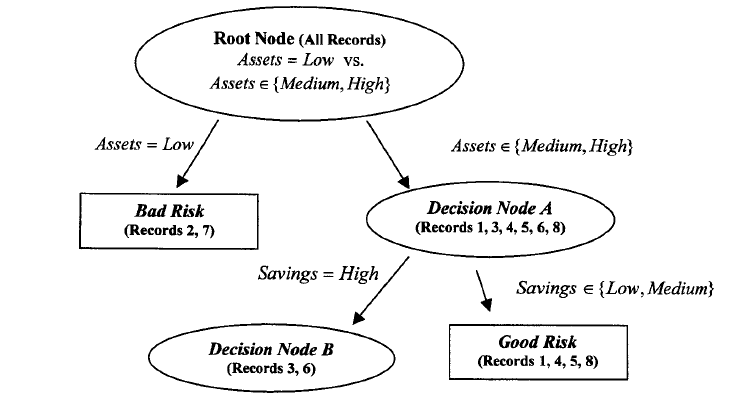 Root Node (All Records)
Assets = Low vs.
Assets ∈ {Medium, High}
Assets = Low
Assets ∈ {Medium, High}
Bad Risk
(Records 2, 7)
Decision Node A
(Records 1, 3, 4, 5, 6, 8)
Savings = High
Savings ∈ {Low, Medium}
Decision Node B
(Records 3, 6)
Good Risk
(Records 1, 4, 5, 8)